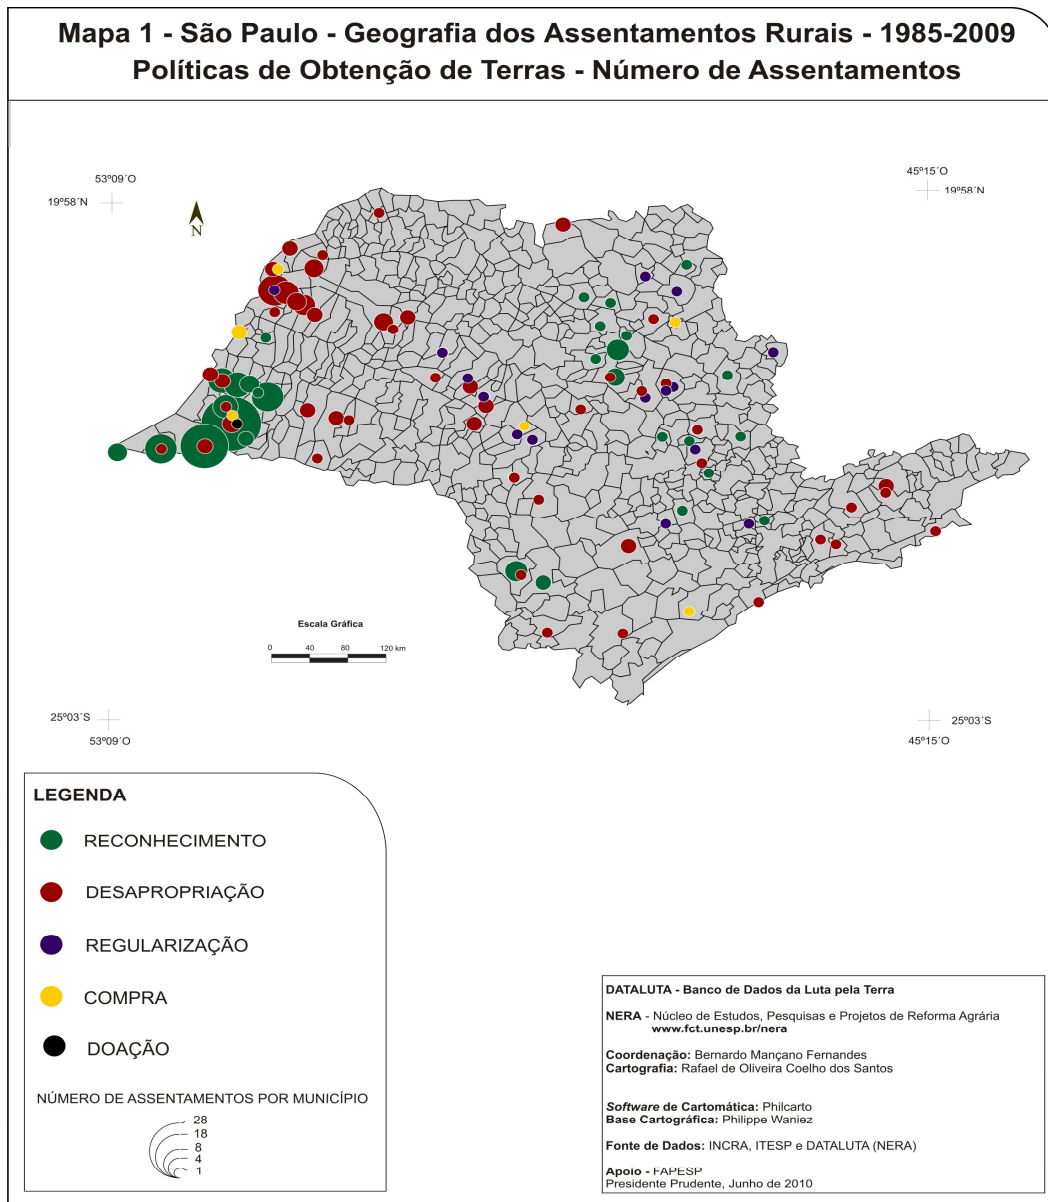 Mapa 1 - São Paulo - Geografia dos Assentamentos Rurais - 1985-2009
Políticas de Obtenção de Terras - Número de Assentamentos
53º09´O
19º58´N
45º15´O
19º58´N
N
Escala Gráfica
0 40 80 120 km
25º03´S
53º09´O
25º03´S
45º15´O
LEGENDA
RECONHECIMENTO
DESAPROPRIAÇÃO
REGULARIZAÇÃO
COMPRA
DOAÇÃO
NÚMERO DE ASSENTAMENTOS POR MUNICÍPIO
28
18
8
4
1
DATALUTA - Banco de Dados da Luta pela Terra
NERA - Núcleo de Estudos, Pesquisas e Projetos de Reforma Agrária
www.fct.unesp.br/nera
Coordenação: Bernardo Mançano Fernandes
Cartografia: Rafael de Oliveira Coelho dos Santos
Software de Cartomática: Philcarto
Base Cartográfica: Philippe Waniez
Fonte de Dados: INCRA, ITESP e DATALUTA (NERA)
Apoio - FAPESP
Presidente Prudente, Junho de 2010